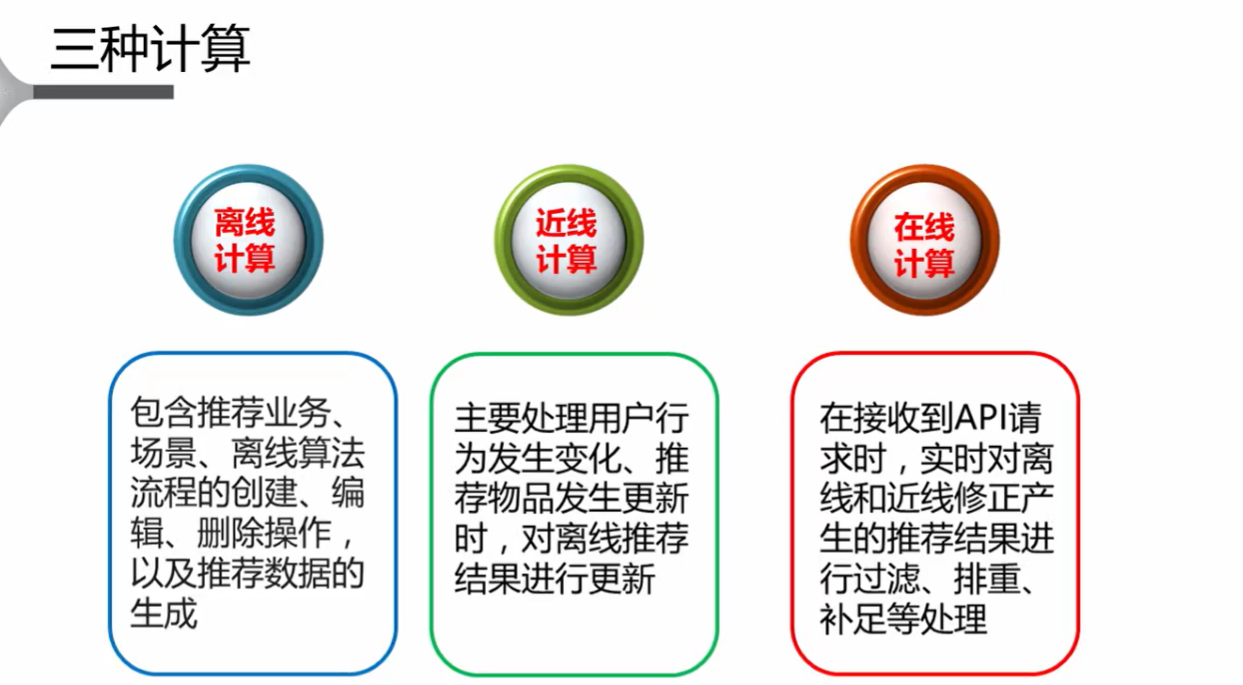 三种计算
离线
计算
近线
计算
在线
计算
包含推荐业务、
场景、离线算法
流程的创建、编
辑、删除操作，
以及推荐数据的
生成
主要处理用户行
为发生变化、推
荐物品发生更新
时，对离线推荐
结果进行更新
在接收到API请
求时，实时对离
线和近线修正产
生的推荐结果进
行过滤、排重、
补足等处理